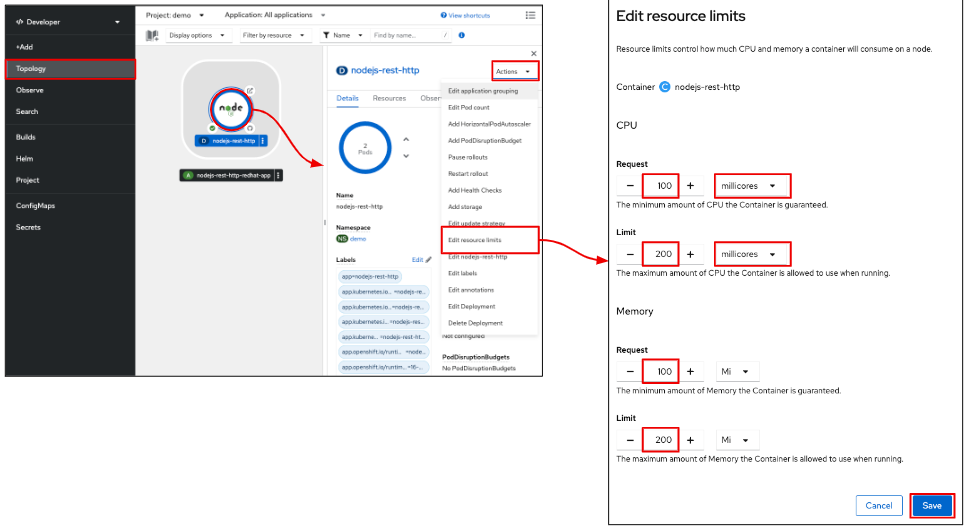 </> Developer
+Add
Topology
Observe
Search
Builds
Helm
Project
ConfigMaps
Secrets
Project: demo
Application: All applications
View shortcuts
Display options
Filter by resource
Name
Find by name...
/
node
D nodejs-rest-http
A nodejs-rest-http-redhat-app
D nodejs-rest-http
Actions
Details
Resources
Obser
2
Pods
Name
nodejs-rest-http
Namespace
NS demo
Labels
Edit
app=nodejs-rest-http
app.kubernetes.io... =nodejs-re...
app.kubernetes.io... =nodejs-re...
app.kubernetes.i... =nodejs-res...
app.kuberne... =nodejs-rest-ht...
app.openshift.io/runti... =node...
app.openshift.io/runtim... =16-...
Edit application grouping
Edit Pod count
Add HorizontalPodAutoscaler
Add PodDisruptionBudget
Pause rollouts
Restart rollout
Add Health Checks
Add storage
Edit update strategy
Edit resource limits
Edit nodejs-rest-http
Edit labels
Edit annotations
Edit Deployment
Delete Deployment
Not configured
PodDisruptionBudgets
No PodDisruptionBudgets
Edit resource limits
Resource limits control how much CPU and memory a container will consume on a node.
Container C nodejs-rest-http
CPU
Request
− 100 + millicores
The minimum amount of CPU the Container is guaranteed.
Limit
− 200 + millicores
The maximum amount of CPU the Container is allowed to use when running.
Memory
Request
− 100 + Mi
The minimum amount of Memory the Container is guaranteed.
Limit
− 200 + Mi
The maximum amount of Memory the Container is allowed to use when running.
Cancel
Save